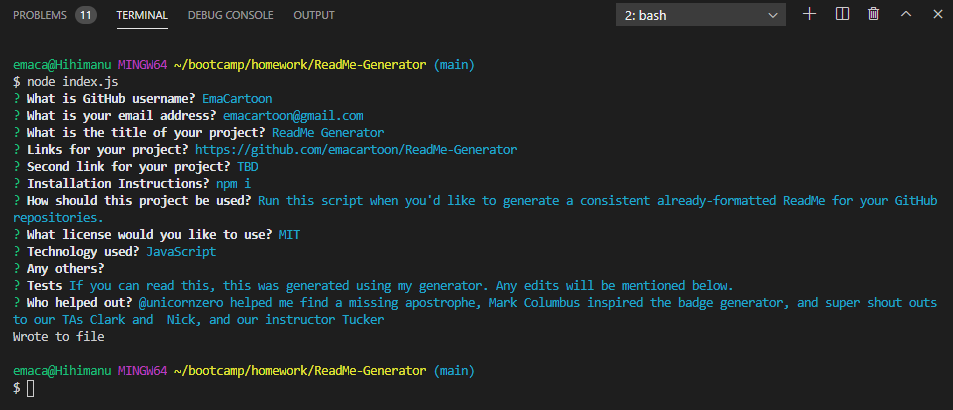 PROBLEMS 11 TERMINAL DEBUG CONSOLE OUTPUT 2: bash
emaca@Hihimanu MINGW64 ~/bootcamp/homework/ReadMe-Generator (main)
$ node index.js
? What is GitHub username? EmaCartoon
? What is your email address? emacartoon@gmail.com
? What is the title of your project? ReadMe Generator
? Links for your project? https://github.com/emacartoon/ReadMe-Generator
? Second link for your project? TBD
? Installation Instructions? npm i
? How should this project be used? Run this script when you'd like to generate a consistent already-formatted ReadMe for your GitHub
repositories.
? What license would you like to use? MIT
? Technology used? JavaScript
? Any others?
? Tests If you can read this, this was generated using my generator. Any edits will be mentioned below.
? Who helped out? @unicornzero helped me find a missing apostrophe, Mark Columbus inspired the badge generator, and super shout outs
to our TAs Clark and  Nick, and our instructor Tucker
Wrote to file
emaca@Hihimanu MINGW64 ~/bootcamp/homework/ReadMe-Generator (main)
$